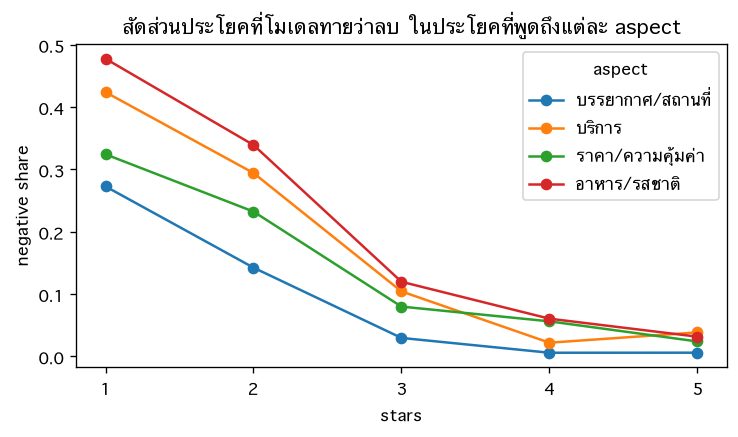 สัดส่วนประโยคที่โมเดลทายว่าลบ ในประโยคที่พูดถึงแต่ละ aspect
0.5
0.4
0.3
0.2
0.1
0.0
negative share
aspect
บรรยากาศ/สถานที่
บริการ
ราคา/ความคุ้มค่า
อาหาร/รสชาติ
1 2 3 4 5
stars